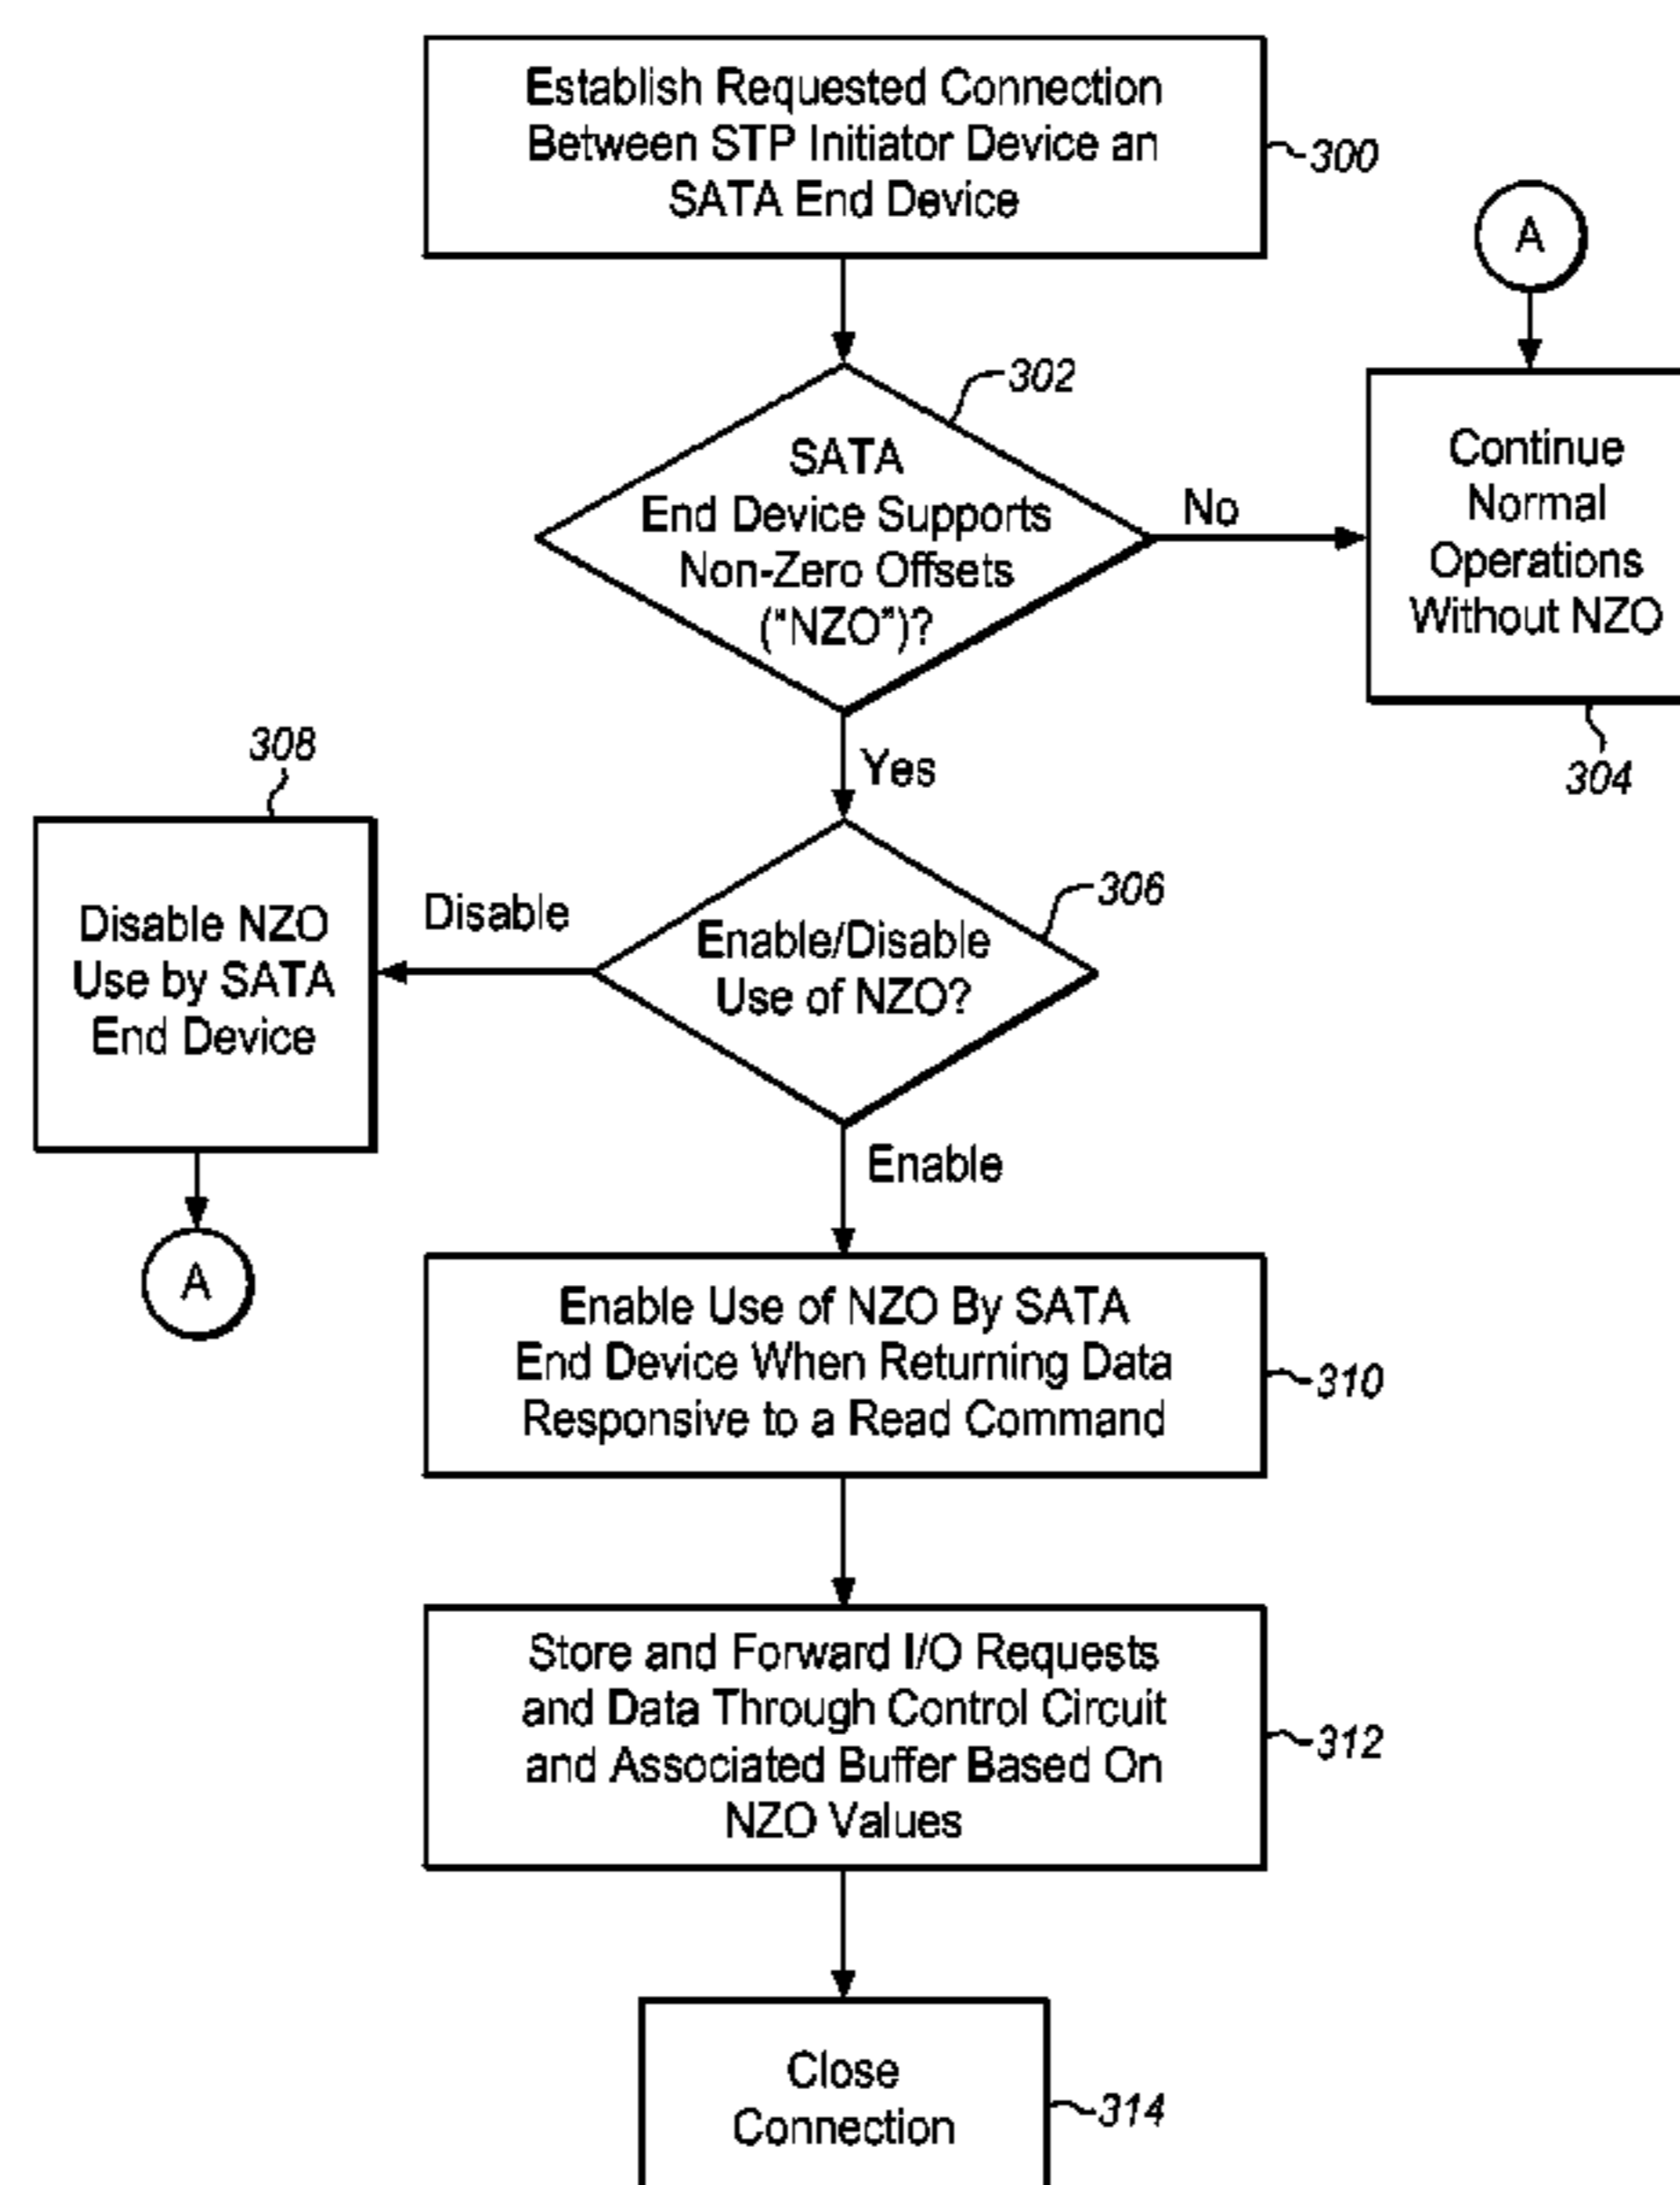 Establish Requested Connection
Between STP Initiator Device an
SATA End Device
300
A
302
SATA
End Device Supports
Non-Zero Offsets
("NZO")?
No
Continue
Normal
Operations
Without NZO
304
Yes
308
Disable NZO
Use by SATA
End Device
Disable
306
Enable/Disable
Use of NZO?
A
Enable
Enable Use of NZO By SATA
End Device When Returning Data
Responsive to a Read Command
310
Store and Forward I/O Requests
and Data Through Control Circuit
and Associated Buffer Based On
NZO Values
312
Close
Connection
314